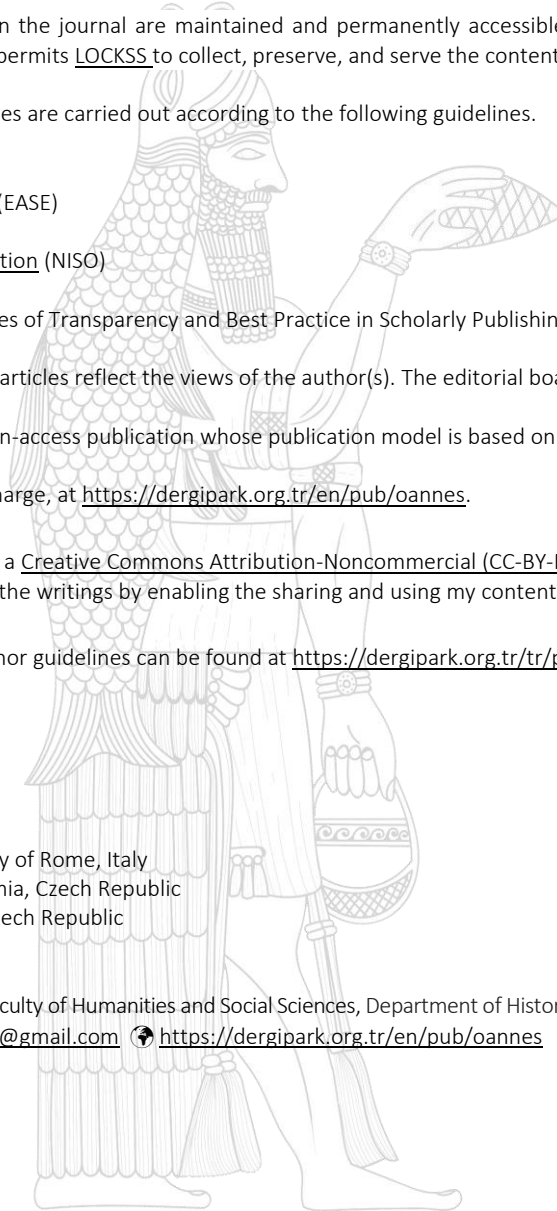 n the journal are maintained and permanently accessible
permits LOCKSS to collect, preserve, and serve the content
es are carried out according to the following guidelines.
(EASE)
tion (NISO)
es of Transparency and Best Practice in Scholarly Publishin
articles reflect the views of the author(s). The editorial boa
n-access publication whose publication model is based on
harge, at https://dergipark.org.tr/en/pub/oannes.
a Creative Commons Attribution-Noncommercial (CC-BY-
the writings by enabling the sharing and using my content
hor guidelines can be found at https://dergipark.org.tr/tr/p
y of Rome, Italy
nia, Czech Republic
ech Republic
culty of Humanities and Social Sciences, Department of Histor
@gmail.com https://dergipark.org.tr/en/pub/oannes